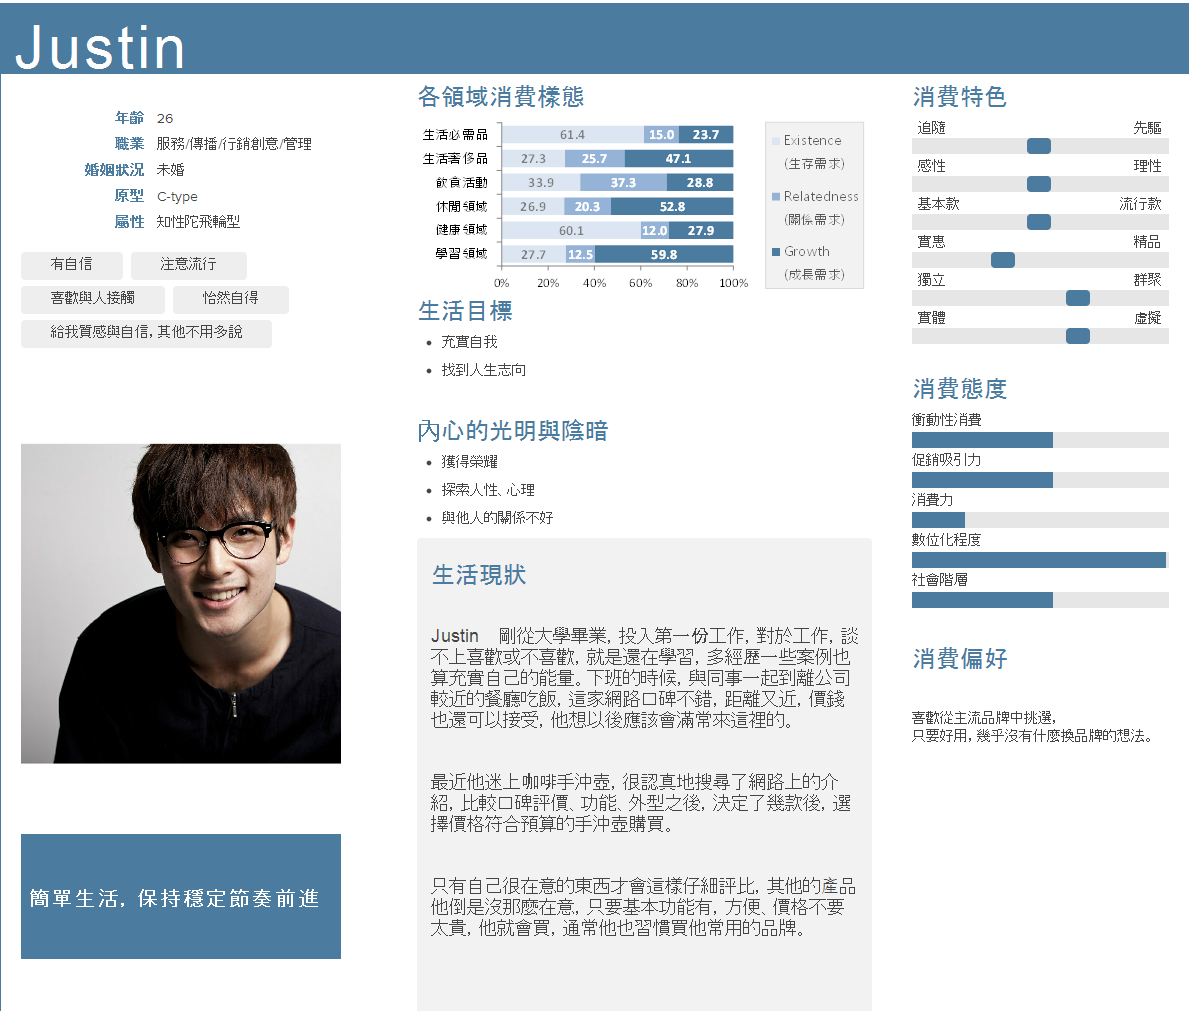 Justin
年齡 26
職業 服務/傳播/行銷創意/管理
婚姻狀況 未婚
原型 C-type
屬性 知性陀飛輪型
有自信 注意流行
喜歡與人接觸 怡然自得
給我質感與自信, 其他不用多說
簡單生活, 保持穩定節奏前進
各領域消費樣態
生活必需品 61.4 15.0 23.7
生活奢侈品 27.3 25.7 47.1
飲食活動 33.9 37.3 28.8
休閒領域 26.9 20.3 52.8
健康領域 60.1 12.0 27.9
學習領域 27.7 12.5 59.8
0% 20% 40% 60% 80% 100%
Existence
(生存需求)
Relatedness
(關係需求)
Growth
(成長需求)
生活目標
• 充實自我
• 找到人生志向
內心的光明與陰暗
• 獲得榮耀
• 探索人性、心理
• 與他人的關係不好
生活現狀
Justin 剛從大學畢業, 投入第一份工作, 對於工作, 談
不上喜歡或不喜歡, 就是還在學習, 多經歷一些案例也
算充實自己的能量。下班的時候, 與同事一起到離公司
較近的餐廳吃飯, 這家網路口碑不錯, 距離又近, 價錢
也還可以接受, 他想以後應該會滿常來這裡的。
最近他迷上咖啡手沖壺, 很認真地搜尋了網路上的介
紹, 比較口碑評價、功能、外型之後, 決定了幾款後, 選
擇價格符合預算的手沖壺購買。
只有自己很在意的東西才會這樣仔細評比, 其他的產品
他倒是沒那麼在意, 只要基本功能有, 方便、價格不要
太貴, 他就會買, 通常他也習慣買他常用的品牌。
消費特色
追隨 先驅
感性 理性
基本款 流行款
實惠 精品
獨立 群聚
實體 虛擬
消費態度
衝動性消費
促銷吸引力
消費力
數位化程度
社會階層
消費偏好
喜歡從主流品牌中挑選,
只要好用, 幾乎沒有什麼換品牌的想法。